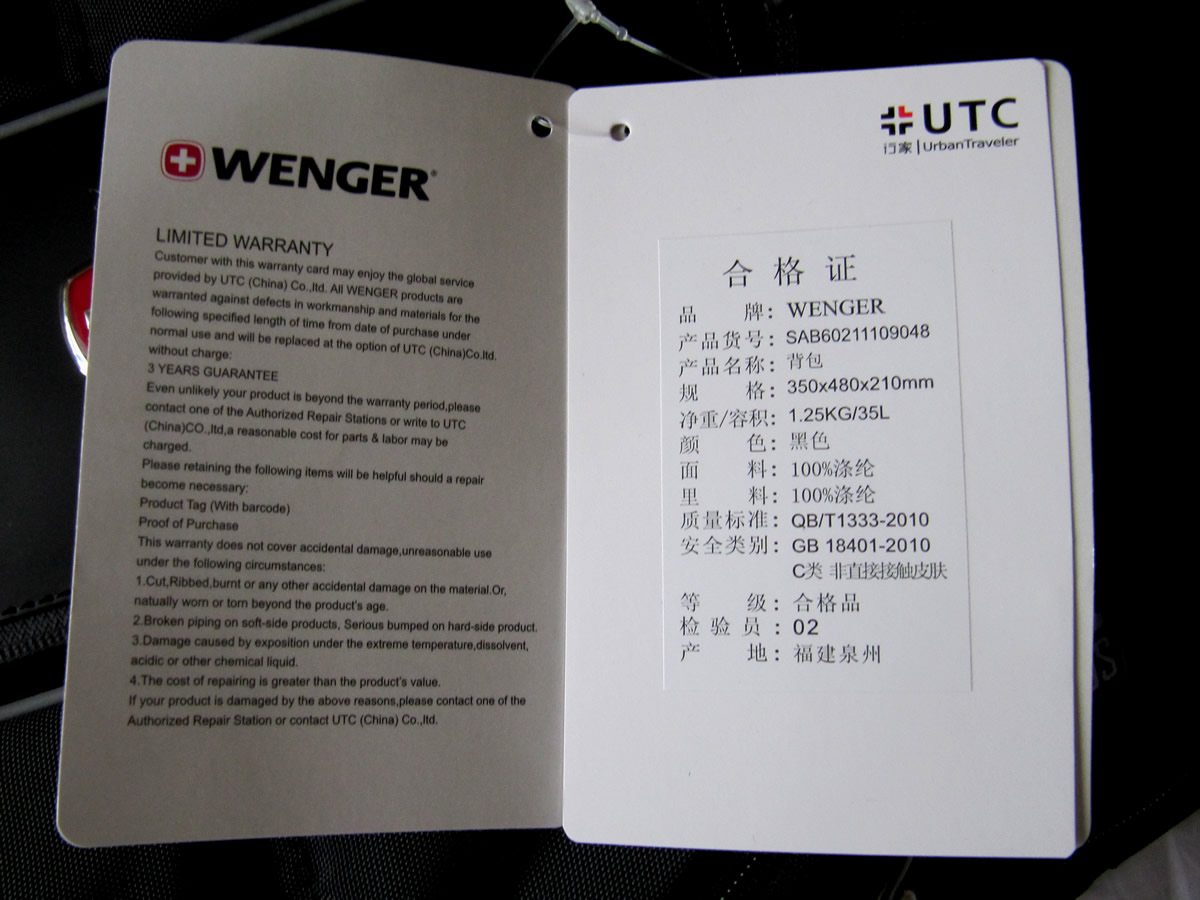 WENGER®
LIMITED WARRANTY
Customer with this warranty card may enjoy the global service
provided by UTC (China) Co.,ltd. All WENGER products are
warranted against defects in workmanship and materials for the
following specified length of time from date of purchase under
normal use and will be replaced at the option of UTC (China)Co.ltd.
without charge:
3 YEARS GUARANTEE
Even unlikely your product is beyond the warranty period,please
contact one of the Authorized Repair Stations or write to UTC
(China)CO.,ltd,a reasonable cost for parts & labor may be
charged.
Please retaining the following items will be helpful should a repair
become necessary:
Product Tag (With barcode)
Proof of Purchase
This warranty does not cover accidental damage,unreasonable use
under the following circumstances:
1.Cut,Ribbed,burnt or any other accidental damage on the material.Or,
natually worn or torn beyond the product's age.
2.Broken piping on soft-side products, Serious bumped on hard-side product.
3.Damage caused by exposition under the extreme temperature,dissolvent,
acidic or other chemical liquid.
4.The cost of repairing is greater than the product's value.
If your product is damaged by the above reasons,please contact one of the
Authorized Repair Station or contact UTC (China) Co.,ltd.
UTC
行家|UrbanTraveler
合格证
品 牌：WENGER
产品货号：SAB60211109048
产品名称：背包
规 格：350x480x210mm
净重/容积：1.25KG/35L
颜 色：黑色
面 料：100%涤纶
里 料：100%涤纶
质量标准：QB/T1333-2010
安全类别：GB 18401-2010
C类 非直接接触皮肤
等 级：合格品
检 验 员：02
产 地：福建泉州